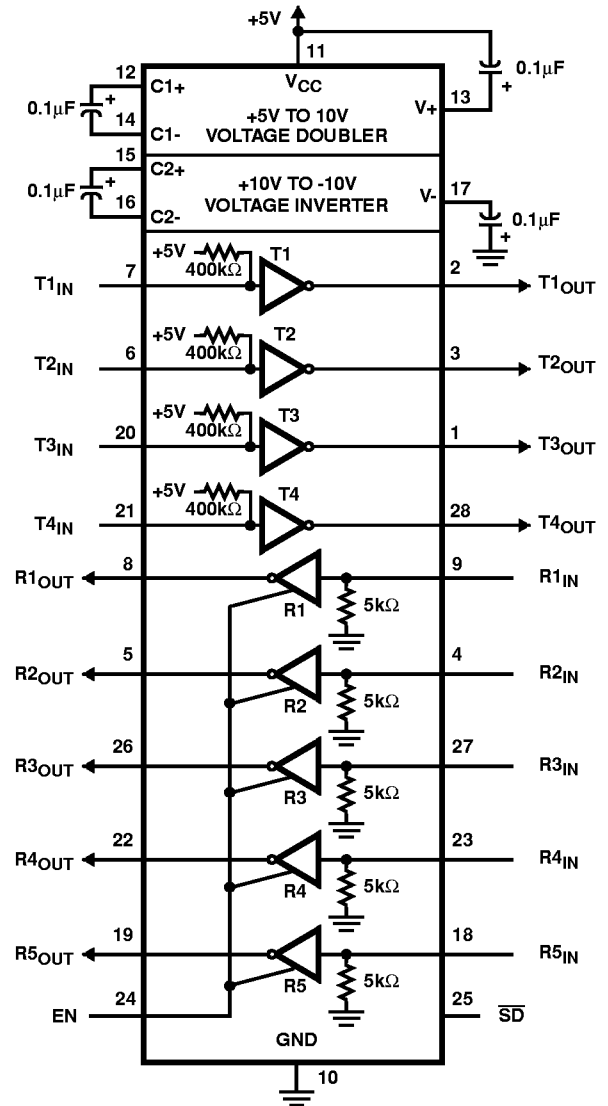 +5V
11
12
C1+
VCC
0.1µF
+
0.1µF
+
13
V+
+5V TO 10V
VOLTAGE DOUBLER
14
C1-
15
C2+
0.1µF
+
+10V TO -10V
VOLTAGE INVERTER
V-
17
16
C2-
0.1µF
+
+5V
400kΩ
T1
T1IN
7
2
T1OUT
+5V
400kΩ
T2
T2IN
6
3
T2OUT
+5V
400kΩ
T3
T3IN
20
1
T3OUT
+5V
400kΩ
T4
T4IN
21
28
T4OUT
R1OUT
8
9
R1IN
R1
5kΩ
R2OUT
5
4
R2IN
R2
5kΩ
R3OUT
26
27
R3IN
R3
5kΩ
R4OUT
22
23
R4IN
R4
5kΩ
R5OUT
19
18
R5IN
R5
5kΩ
EN
24
25
SD
GND
10